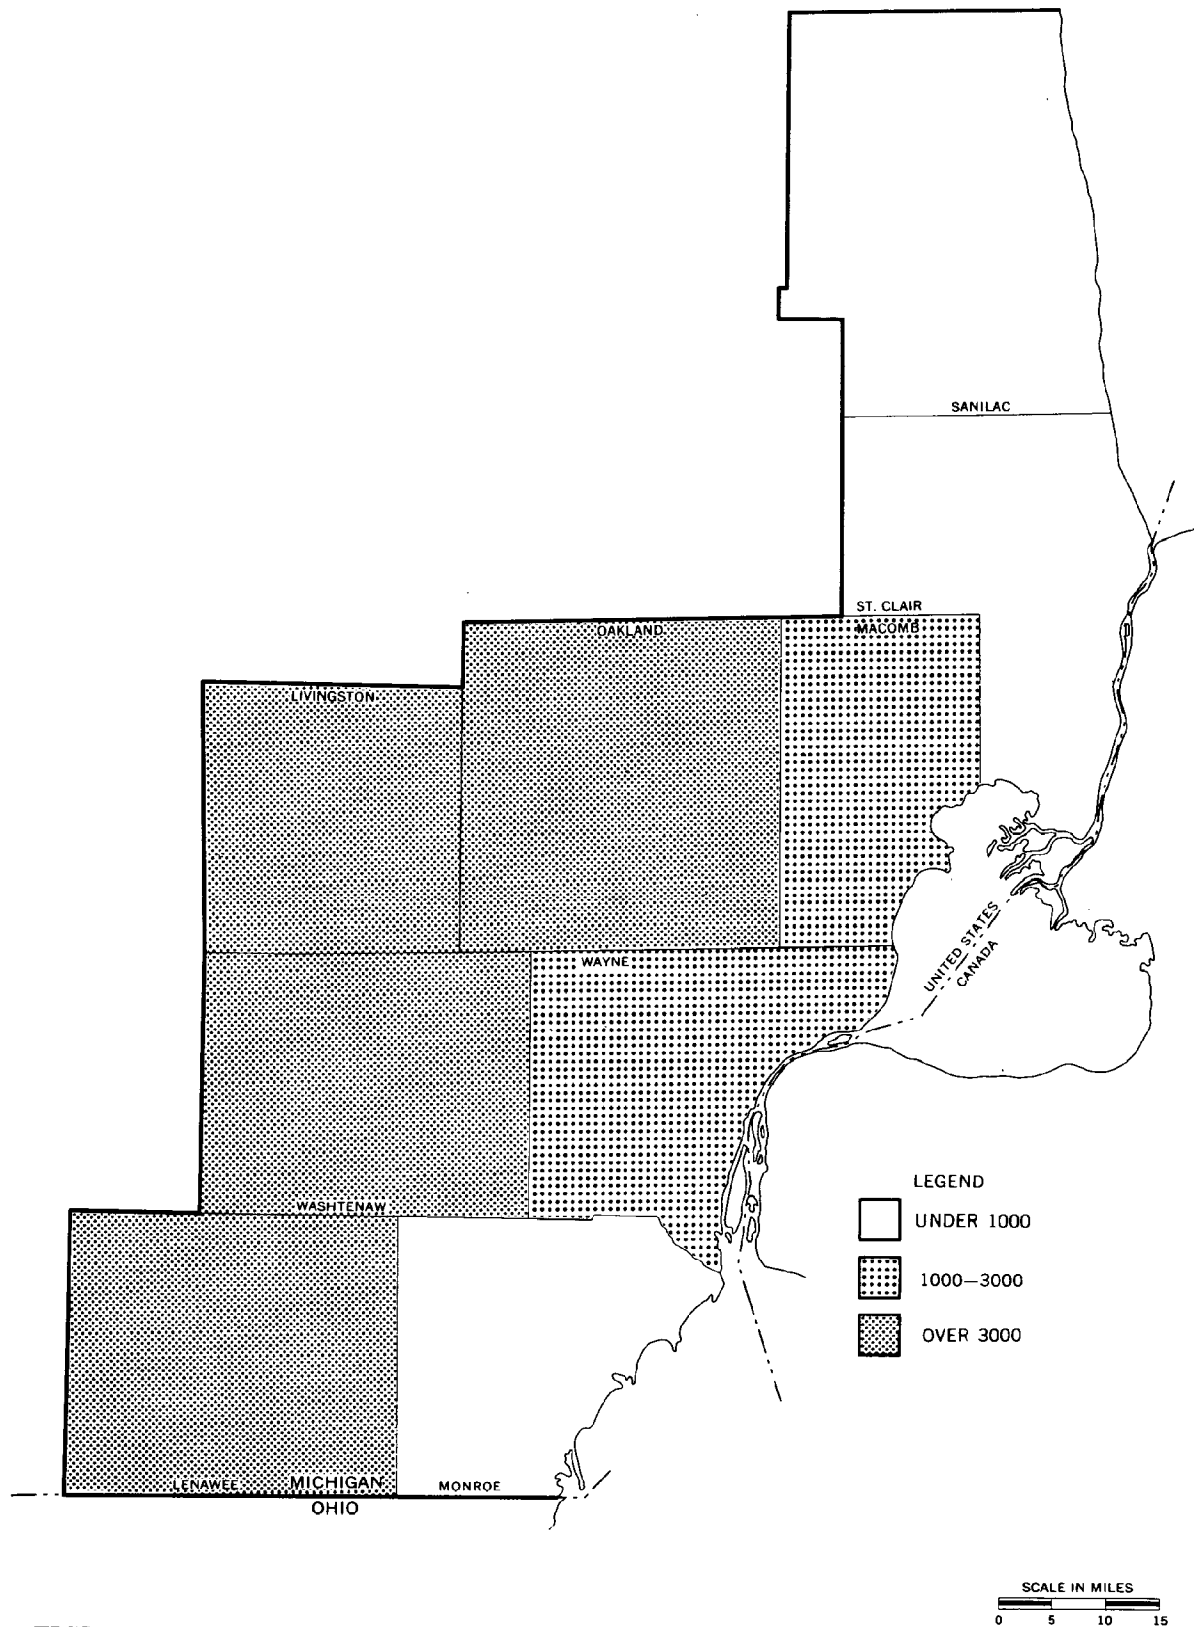 SANILAC
ST. CLAIR
OAKLAND
MACOMB
LIVINGSTON
UNITED STATES
CANADA
WAYNE
LEGEND
UNDER 1000
WASHTENAW
1000—3000
OVER 3000
LENAWEE
MICHIGAN
MONROE
OHIO
SCALE IN MILES
0 5 10 15